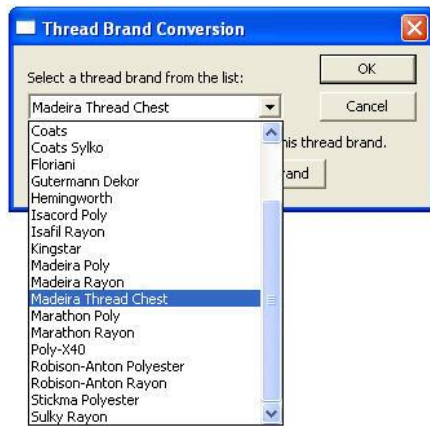 Thread Brand Conversion
Select a thread brand from the list:
OK
Madeira Thread Chest
Cancel
Coats
Coats Sylko
Floriani
Gutermann Dekor
Hemingworth
Isacord Poly
Isafil Rayon
Kingstar
Madeira Poly
Madeira Rayon
Madeira Thread Chest
Marathon Poly
Marathon Rayon
Poly-X40
Robison-Anton Polyester
Robison-Anton Rayon
Stickma Polyester
Sulky Rayon
his thread brand.
and